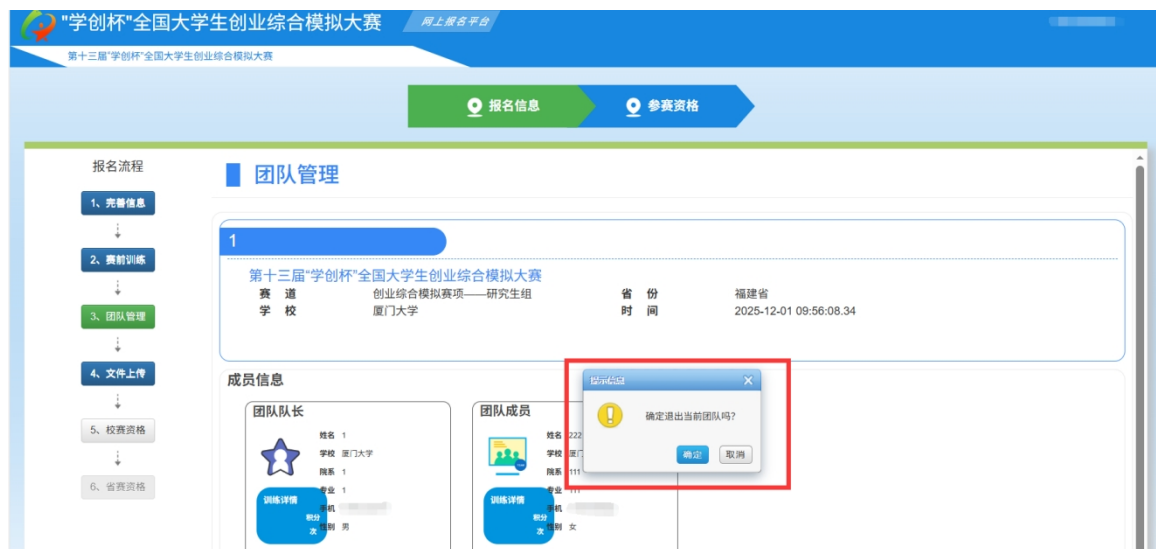 "学创杯"全国大学生创业综合模拟大赛 网上报名平台
第十三届"学创杯"全国大学生创业综合模拟大赛
报名信息 参赛资格
报名流程
1、完善信息
2、赛前训练
3、团队管理
4、文件上传
5、校赛资格
6、省赛资格
团队管理
1
第十三届"学创杯"全国大学生创业综合模拟大赛
赛 道 创业综合模拟赛项——研究生组 省 份 福建省
学 校 厦门大学 时 间 2025-12-01 09:56:08.34
成员信息
团队队长
姓名 1
学校 厦门大学
院系 1
专业 1
手机
性别 男
训练详情
积分
次
团队成员
姓名 222
学校 厦门
院系 111
专业 111
手机
性别 女
训练详情
积分
次
提示信息
确定退出当前团队吗?
确定 取消